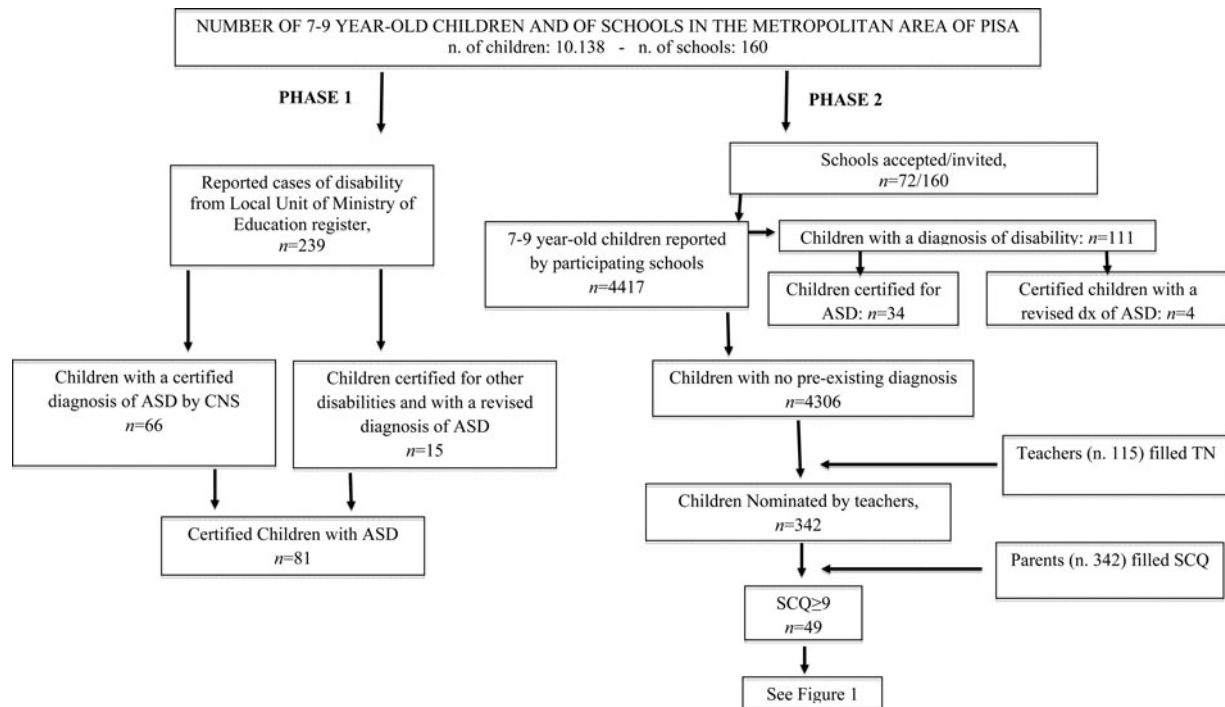 NUMBER OF 7-9 YEAR-OLD CHILDREN AND OF SCHOOLS IN THE METROPOLITAN AREA OF PISA
n. of children: 10.138 - n. of schools: 160
PHASE 1
Reported cases of disability
from Local Unit of Ministry of
Education register,
n=239
Children with a certified
diagnosis of ASD by CNS
n=66
Children certified for other
disabilities and with a revised
diagnosis of ASD
n=15
Certified Children with ASD
n=81
PHASE 2
Schools accepted/invited,
n=72/160
7-9 year-old children reported
by participating schools
n=4417
Children with a diagnosis of disability: n=111
Children certified for
ASD: n=34
Certified children with a
revised dx of ASD: n=4
Children with no pre-existing diagnosis
n=4306
Teachers (n. 115) filled TN
Children Nominated by teachers,
n=342
Parents (n. 342) filled SCQ
SCQ≥9
n=49
See Figure 1